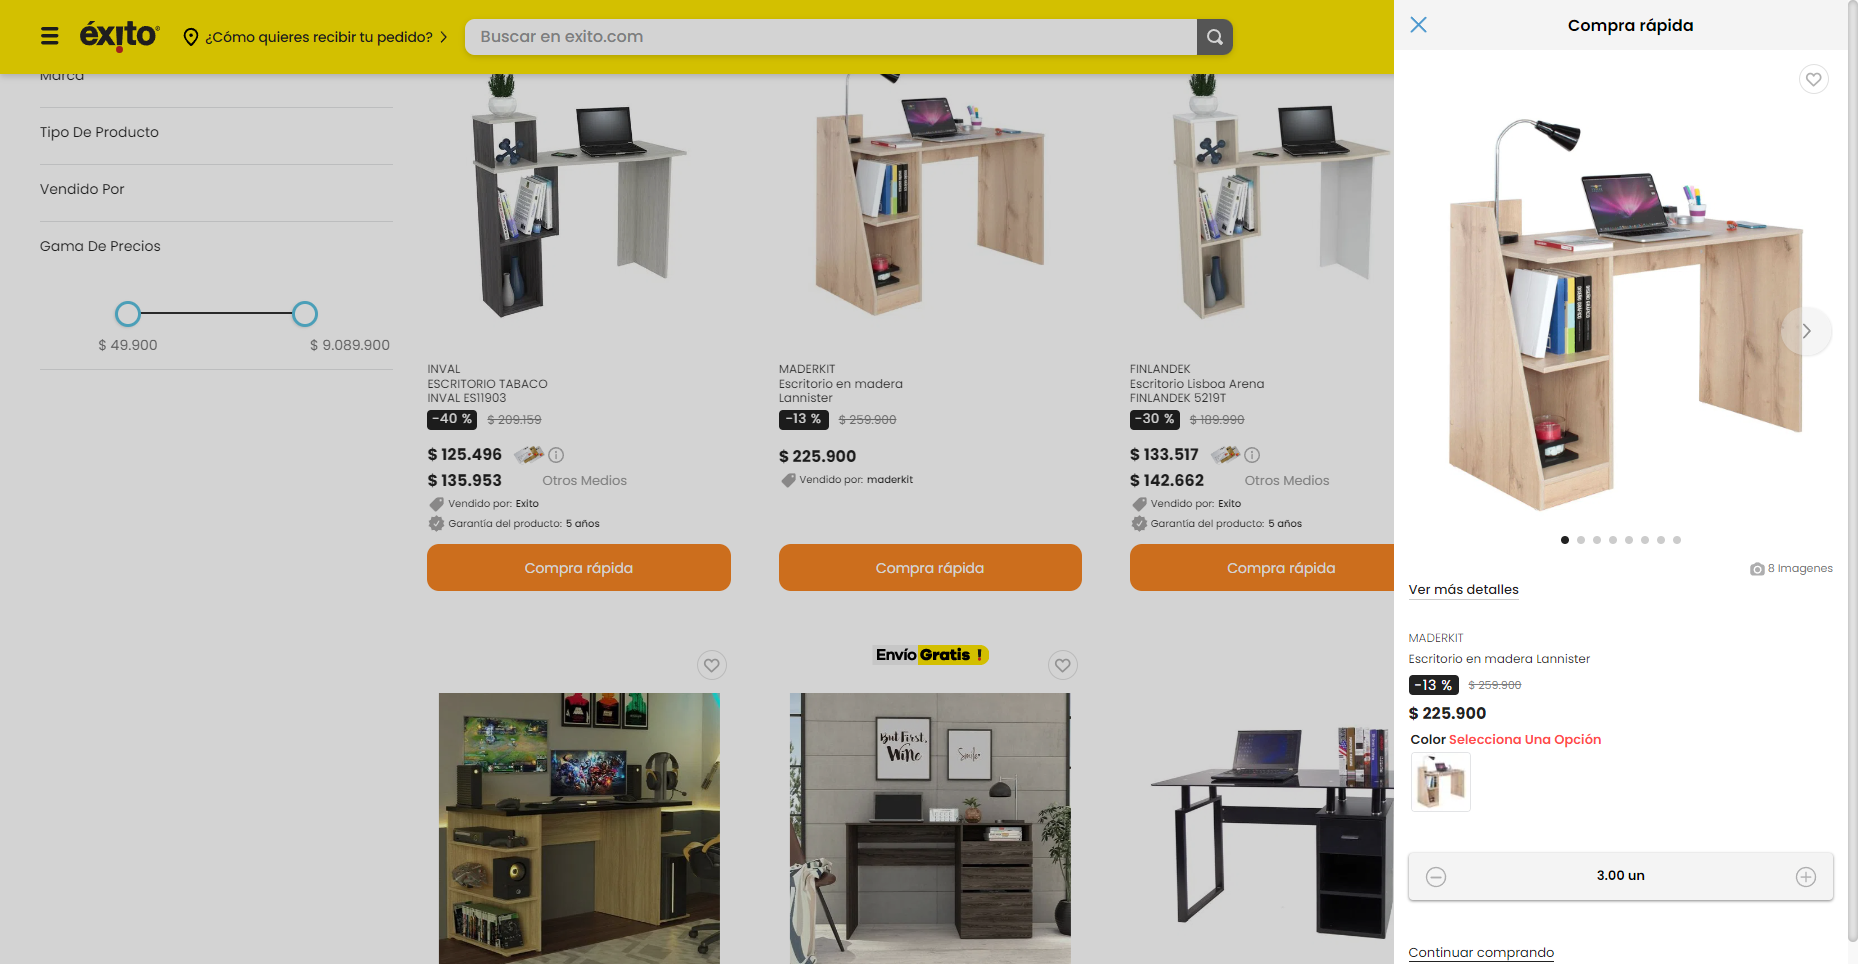 éxito
¿Cómo quieres recibir tu pedido?
Buscar en exito.com
Marca
Tipo De Producto
Vendido Por
Gama De Precios
$ 49.900
$ 9.089.900
INVAL
ESCRITORIO TABACO
INVAL ES11903
-40 % $ 209.159
$ 125.496
$ 135.953 Otros Medios
Vendido por: Exito
Garantía del producto: 5 años
Compra rápida
MADERKIT
Escritorio en madera
Lannister
-13 % $ 259.900
$ 225.900
Vendido por: maderkit
Compra rápida
FINLANDEK
Escritorio Lisboa Arena
FINLANDEK 5219T
-30 % $ 189.990
$ 133.517
$ 142.662 Otros Medios
Vendido por: Exito
Garantía del producto: 5 años
Compra rápida
Envío Gratis !
But First,
Wine
Smile
Compra rápida
8 Imagenes
Ver más detalles
MADERKIT
Escritorio en madera Lannister
-13 % $ 259.900
$ 225.900
Color Selecciona Una Opción
3.00 un
Continuar comprando